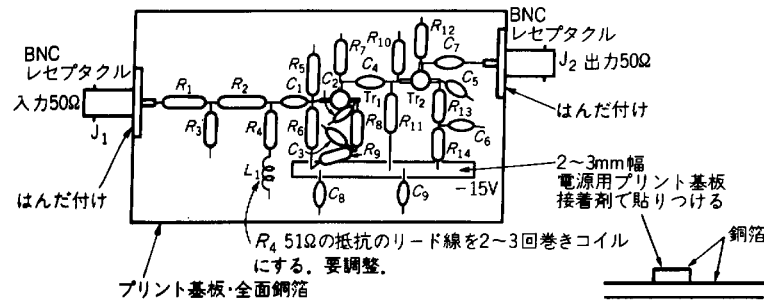 BNC
レセプタクル
入力50Ω
J1
はんだ付け
R1
R2
R3
R4
L1
C1
R5
R6
C2
C3
R7
Tr1
R8
R9
C4
R10
R11
Tr2
R12
C7
C5
R13
C6
R14
C8
C9
−15V
BNC
レセプタクル
J2 出力50Ω
はんだ付け
2〜3mm幅
電源用プリント基板
接着剤で貼りつける
R4 51Ωの抵抗のリード線を2〜3回巻きコイル
にする．要調整．
プリント基板・全面銅箔
銅箔